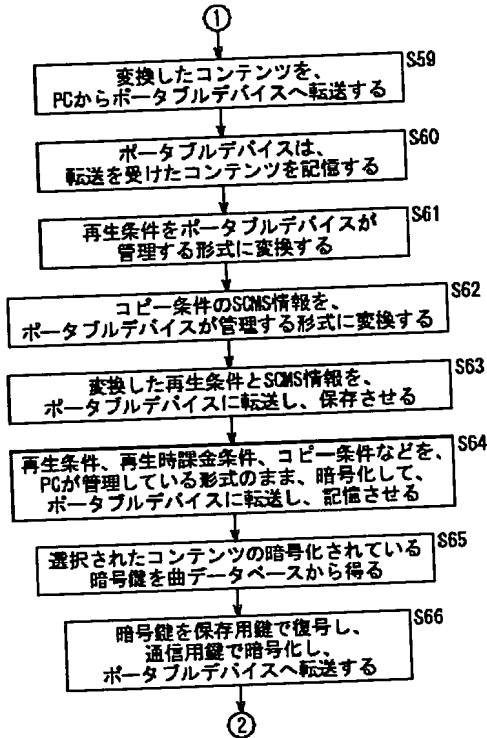 ①
S59
変換したコンテンツを、
PCからポータブルデバイスへ転送する
S60
ポータブルデバイスは、
転送を受けたコンテンツを記憶する
S61
再生条件をポータブルデバイスが
管理する形式に変換する
S62
コピー条件のSCMS情報を、
ポータブルデバイスが管理する形式に変換する
S63
変換した再生条件とSCMS情報を、
ポータブルデバイスに転送し、保存させる
S64
再生条件、再生時課金条件、コピー条件などを、
PCが管理している形式のまま、暗号化して、
ポータブルデバイスに転送し、記憶させる
S65
選択されたコンテンツの暗号化されている
暗号鍵を曲データベースから得る
S66
暗号鍵を保存用鍵で復号し、
通信用鍵で暗号化し、
ポータブルデバイスへ転送する
②